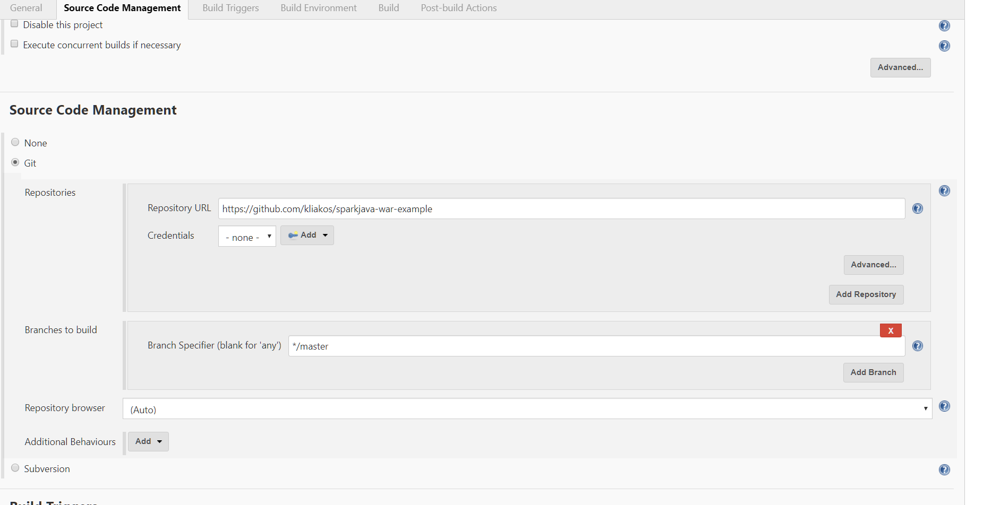 General Source Code Management Build Triggers Build Environment Build Post-build Actions
Disable this project
Execute concurrent builds if necessary
Advanced...
Source Code Management
None
Git
Repositories
Repository URL https://github.com/kliakos/sparkjava-war-example
Credentials - none - Add
Advanced...
Add Repository
Branches to build
X
Branch Specifier (blank for 'any') */master
Add Branch
Repository browser (Auto)
Additional Behaviours Add
Subversion
Build Triggers